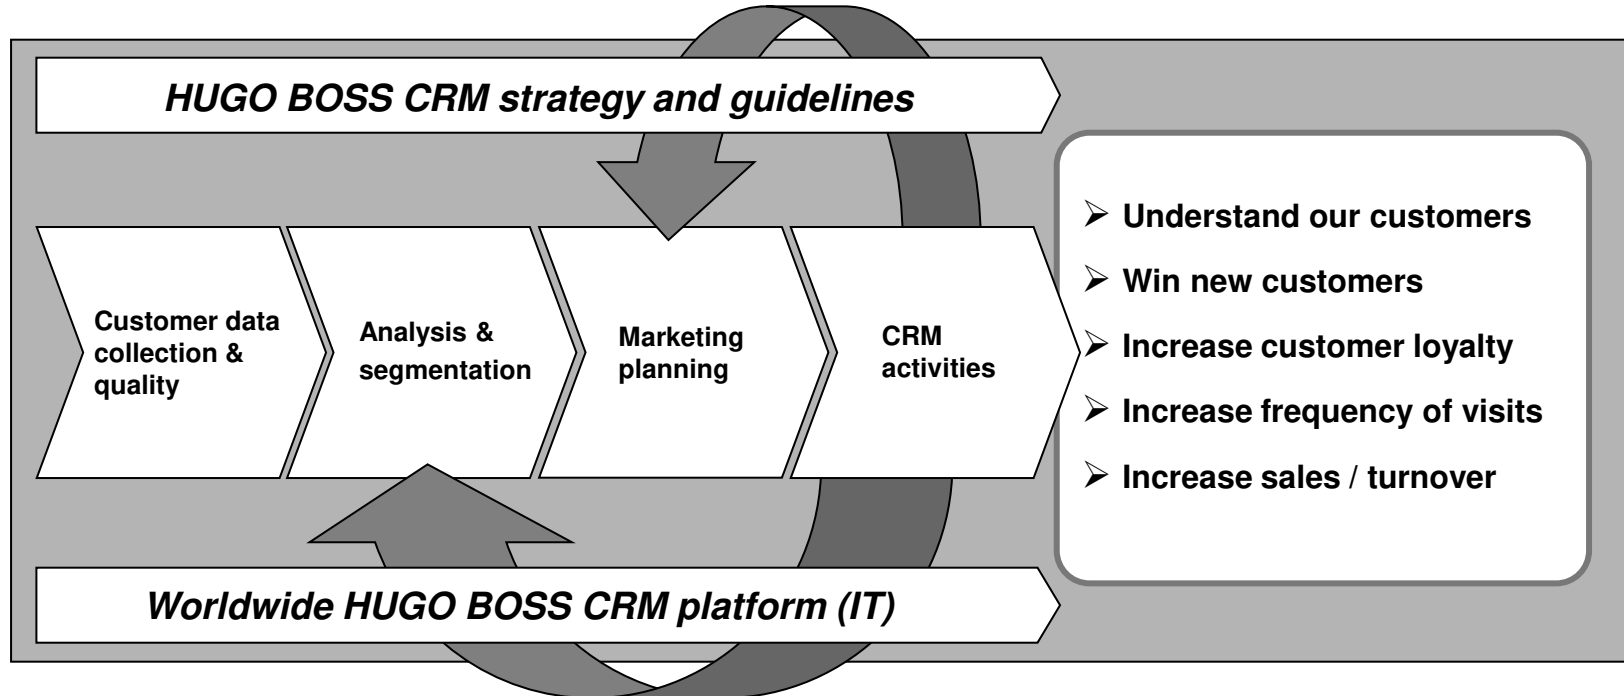 HUGO BOSS CRM strategy and guidelines
Customer data
collection &
quality
Analysis &
segmentation
Marketing
planning
CRM
activities
➢ Understand our customers
➢ Win new customers
➢ Increase customer loyalty
➢ Increase frequency of visits
➢ Increase sales / turnover
Worldwide HUGO BOSS CRM platform (IT)